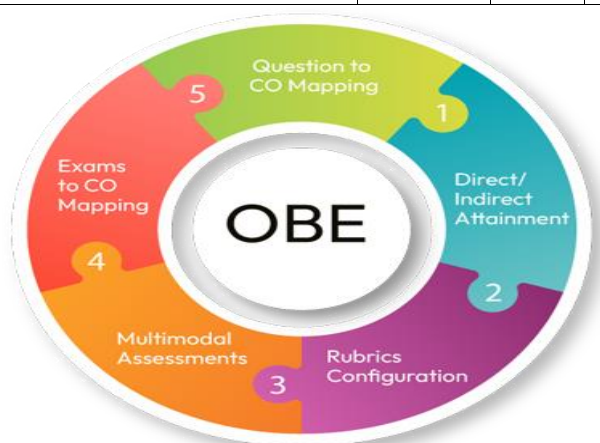 Question to
CO Mapping
1
Direct/
Indirect
Attainment
2
Rubrics
Configuration
3
Multimodal
Assessments
4
Exams
to CO
Mapping
5
OBE